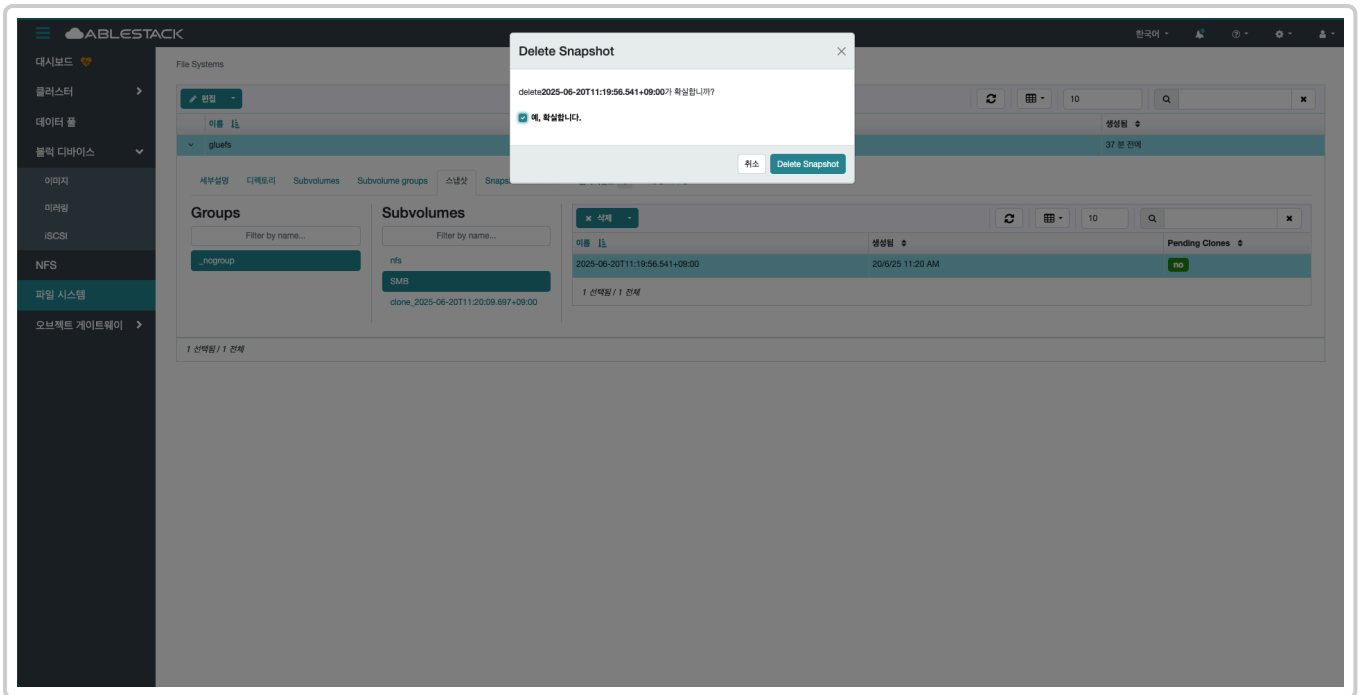 ABLESTACK
한국어
대시보드
클러스터
데이터 풀
블럭 디바이스
이미지
미러링
iSCSI
NFS
파일 시스템
오브젝트 게이트웨이
File Systems
편집
10
이름
생성됨
gluefs
37 분 전에
세부설명 디렉토리 Subvolumes Subvolume groups 스냅샷 Snaps
Groups
Filter by name...
_nogroup
Subvolumes
Filter by name...
nfs
SMB
clone_2025-06-20T11:20:09.697+09:00
삭제
10
이름 생성됨 Pending Clones
2025-06-20T11:19:56.541+09:00 20/6/25 11:20 AM no
1 선택됨 / 1 전체
1 선택됨 / 1 전체
Delete Snapshot
delete2025-06-20T11:19:56.541+09:00가 확실합니까?
예, 확실합니다.
취소 Delete Snapshot